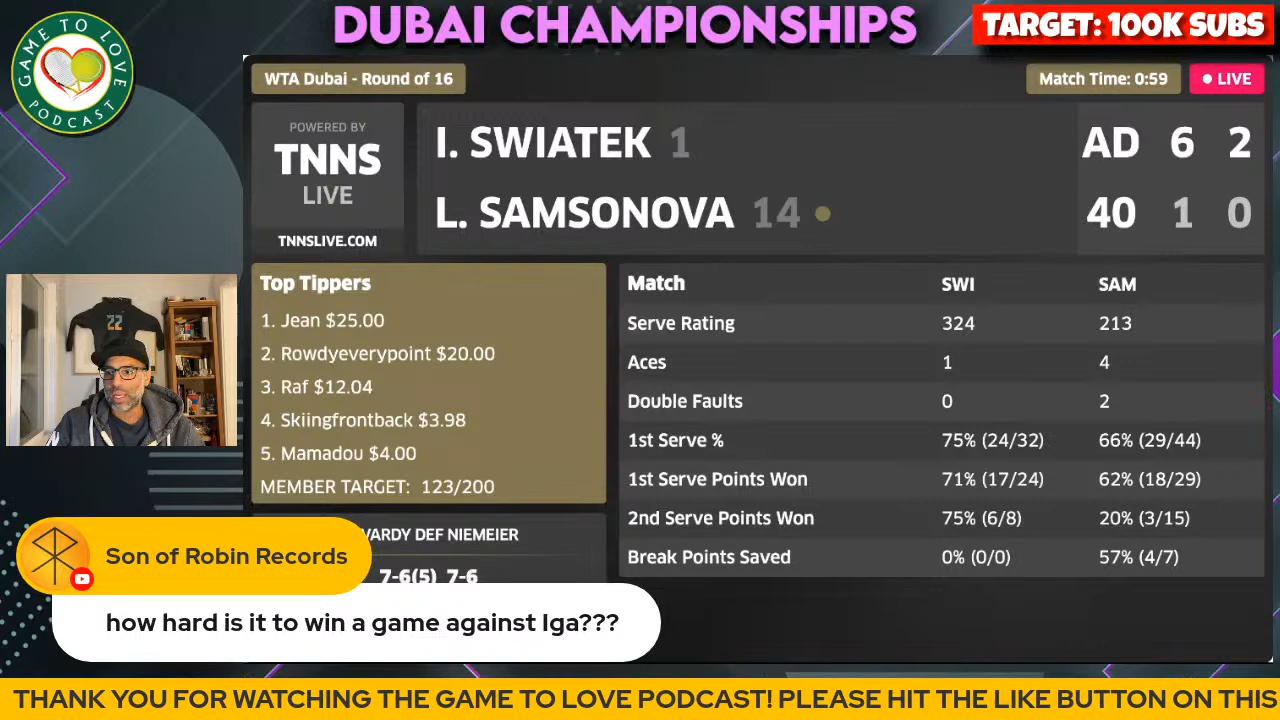 GAME TO LOVE
PODCAST
DUBAI CHAMPIONSHIPS
TARGET: 100K SUBS
WTA Dubai - Round of 16
Match Time: 0:59
LIVE
POWERED BY
TNNS
LIVE
TNNSLIVE.COM
I. SWIATEK 1 AD 6 2
L. SAMSONOVA 14 40 1 0
22
Top Tippers
1. Jean $25.00
2. Rowdyeverypoint $20.00
3. Raf $12.04
4. Skiingfrontback $3.98
5. Mamadou $4.00
MEMBER TARGET: 123/200
Match SWI SAM
Serve Rating 324 213
Aces 1 4
Double Faults 0 2
1st Serve % 75% (24/32) 66% (29/44)
1st Serve Points Won 71% (17/24) 62% (18/29)
2nd Serve Points Won 75% (6/8) 20% (3/15)
Break Points Saved 0% (0/0) 57% (4/7)
VARDY DEF NIEMEIER
7-6(5) 7-6
Son of Robin Records
how hard is it to win a game against Iga???
THANK YOU FOR WATCHING THE GAME TO LOVE PODCAST! PLEASE HIT THE LIKE BUTTON ON THIS